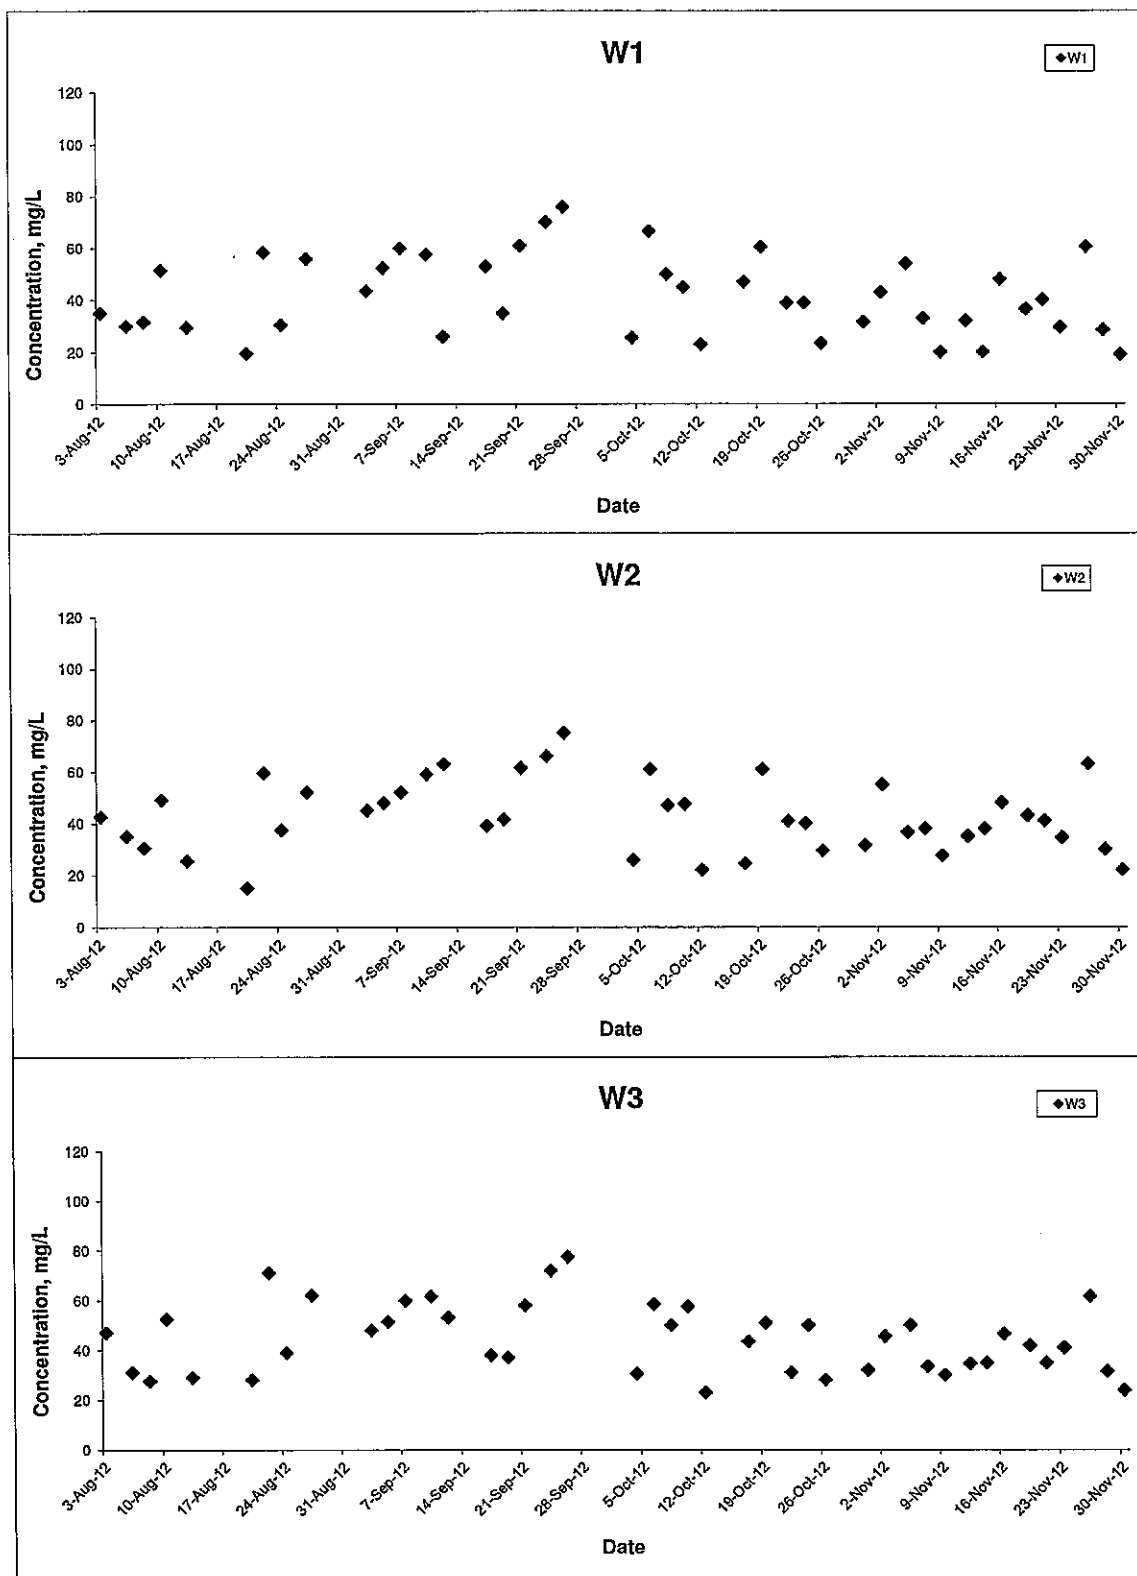 W1
◆W1
120
100
80
60
40
20
0
Concentration, mg/L
3-Aug-12 10-Aug-12 17-Aug-12 24-Aug-12 31-Aug-12 7-Sep-12 14-Sep-12 21-Sep-12 28-Sep-12 5-Oct-12 12-Oct-12 19-Oct-12 26-Oct-12 2-Nov-12 9-Nov-12 16-Nov-12 23-Nov-12 30-Nov-12
Date
W2
◆W2
120
100
80
60
40
20
0
Concentration, mg/L
3-Aug-12 10-Aug-12 17-Aug-12 24-Aug-12 31-Aug-12 7-Sep-12 14-Sep-12 21-Sep-12 28-Sep-12 5-Oct-12 12-Oct-12 19-Oct-12 26-Oct-12 2-Nov-12 9-Nov-12 16-Nov-12 23-Nov-12 30-Nov-12
Date
W3
◆W3
120
100
80
60
40
20
0
Concentration, mg/L
3-Aug-12 10-Aug-12 17-Aug-12 24-Aug-12 31-Aug-12 7-Sep-12 14-Sep-12 21-Sep-12 28-Sep-12 5-Oct-12 12-Oct-12 19-Oct-12 26-Oct-12 2-Nov-12 9-Nov-12 16-Nov-12 23-Nov-12 30-Nov-12
Date